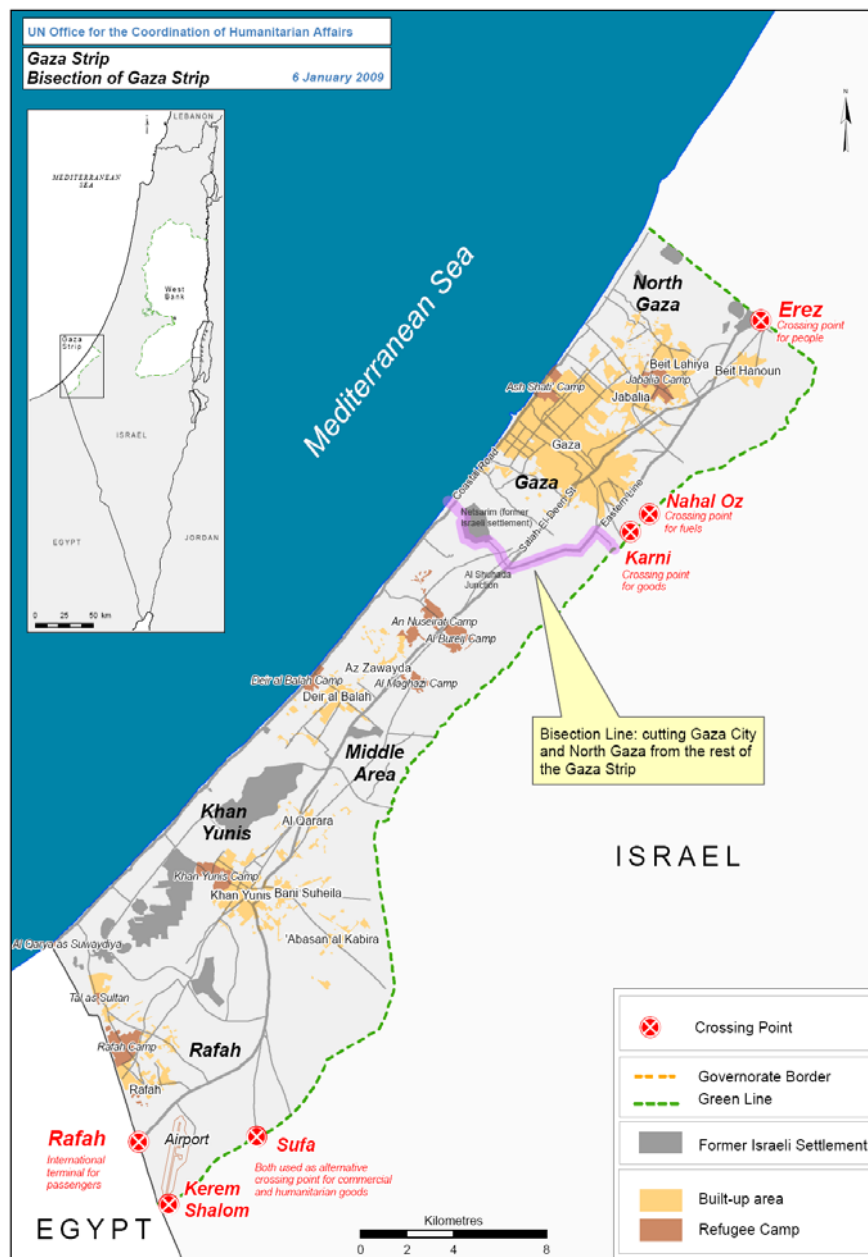 UN Office for the Coordination of Humanitarian Affairs
Gaza Strip
Bisection of Gaza Strip
6 January 2009
N
LEBANON
MEDITERRANEAN
SEA
West
Bank
Gaza
Strip
ISRAEL
EGYPT
JORDAN
0 25 50 km
Mediterranean Sea
North
Gaza
Erez
Crossing point
for people
Beit Lahiya
Ash Shati' Camp
Jabalia Camp
Beit Hanoun
Jabalia
Gaza
Coastal Road
Gaza
Salah El Deen St
Eastern Line
Nahal Oz
Crossing point
for fuels
Netsarim (former
Israeli settlement)
Karni
Crossing point
for goods
Al Shuhada
Junction
An Nuseirat Camp
Al Bureij Camp
Az Zawayda
Deir al Balah Camp
Al Maghazi Camp
Deir al Balah
Bisection Line: cutting Gaza City
and North Gaza from the rest of
the Gaza Strip
Middle
Area
Khan
Yunis
Al Qarara
ISRAEL
Khan Yunis Camp
Khan Yunis
Bani Suheila
'Abasan al Kabira
Al Qarya as Suwaydiya
Tal as Sultan
Rafah Camp
Rafah
Rafah
Rafah
International
terminal for
passengers
Airport
Sufa
Both used as alternative
crossing point for commercial
and humanitarian goods
Kerem
Shalom
EGYPT
Kilometres
0 2 4 8
Crossing Point
Governorate Border
Green Line
Former Israeli Settlement
Built-up area
Refugee Camp